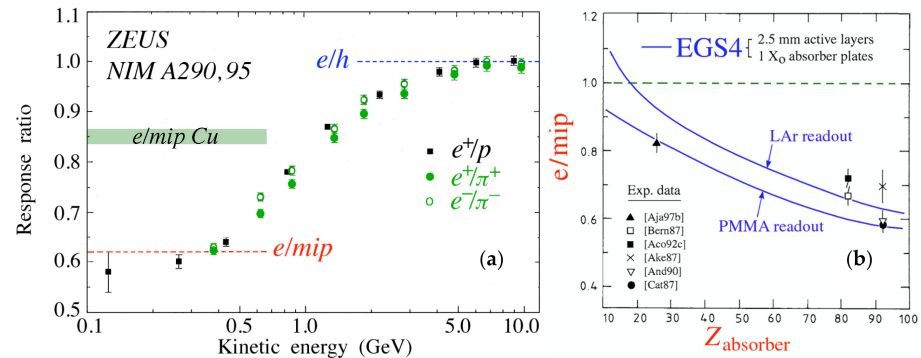 ZEUS
NIM A290,95
e/h
e/mip Cu
e⁺/p
e⁺/π⁺
e⁻/π⁻
e/mip
(a)
Response ratio
1.1
1.0
0.9
0.8
0.7
0.6
0.5
0.1
0.5
1.0
5.0
10.0
Kinetic energy (GeV)
EGS4
2.5 mm active layers
1 X₀ absorber plates
LAr readout
PMMA readout
Exp. data
[Aja97b]
[Bern87]
[Aco92c]
[Ake87]
[And90]
[Cat87]
(b)
e/mip
1.2
1.0
0.8
0.6
0.4
10
20
30
40
50
60
70
80
90
100
Z absorber